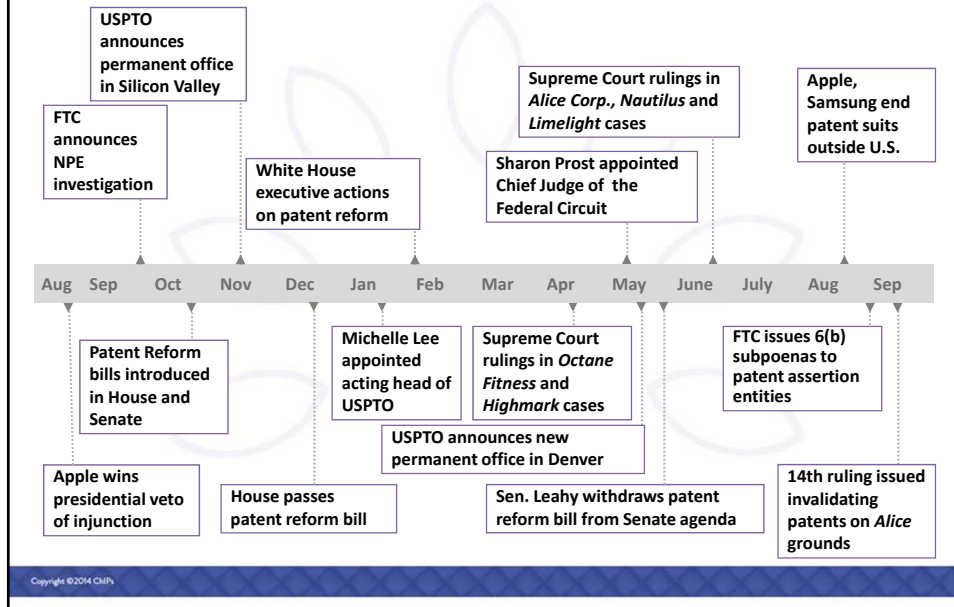 USPTO
announces
permanent office
in Silicon Valley
FTC
announces
NPE
investigation
White House
executive actions
on patent reform
Supreme Court rulings in
Alice Corp., Nautilus and
Limelight cases
Sharon Prost appointed
Chief Judge of the
Federal Circuit
Apple,
Samsung end
patent suits
outside U.S.
Aug Sep Oct Nov Dec Jan Feb Mar Apr May June July Aug Sep
Patent Reform
bills introduced
in House and
Senate
Apple wins
presidential veto
of injunction
House passes
patent reform bill
Michelle Lee
appointed
acting head of
USPTO
Supreme Court
rulings in Octane
Fitness and
Highmark cases
USPTO announces new
permanent office in Denver
Sen. Leahy withdraws patent
reform bill from Senate agenda
FTC issues 6(b)
subpoenas to
patent assertion
entities
14th ruling issued
invalidating
patents on Alice
grounds
Copyright ©2014 ChIPs